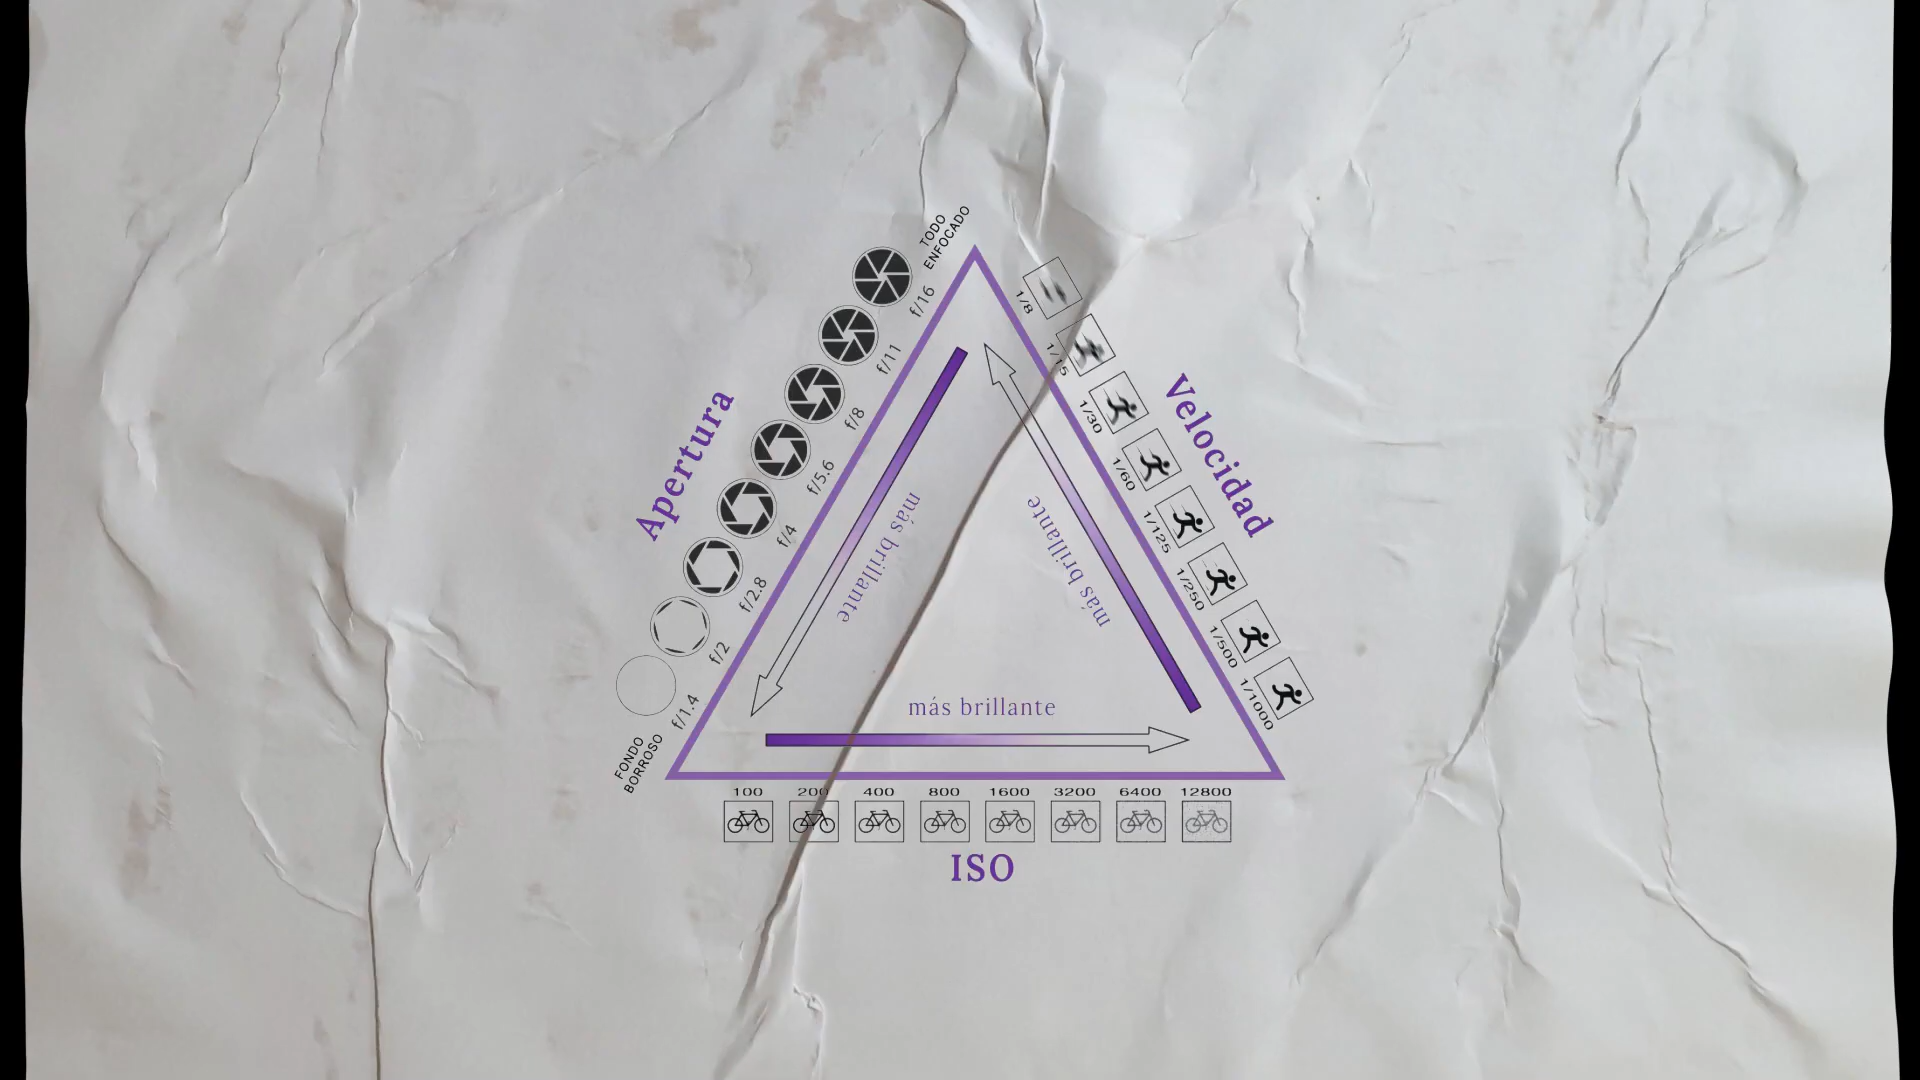 TODO
ENFOCADO
f/16
f/11
f/8
f/5.6
f/4
f/2.8
f/2
f/1.4
FONDO
BORROSO
Apertura
1/8
1/15
1/30
1/60
1/125
1/250
1/500
1/1000
Velocidad
más brillante
más brillante
más brillante
100 200 400 800 1600 3200 6400 12800
ISO